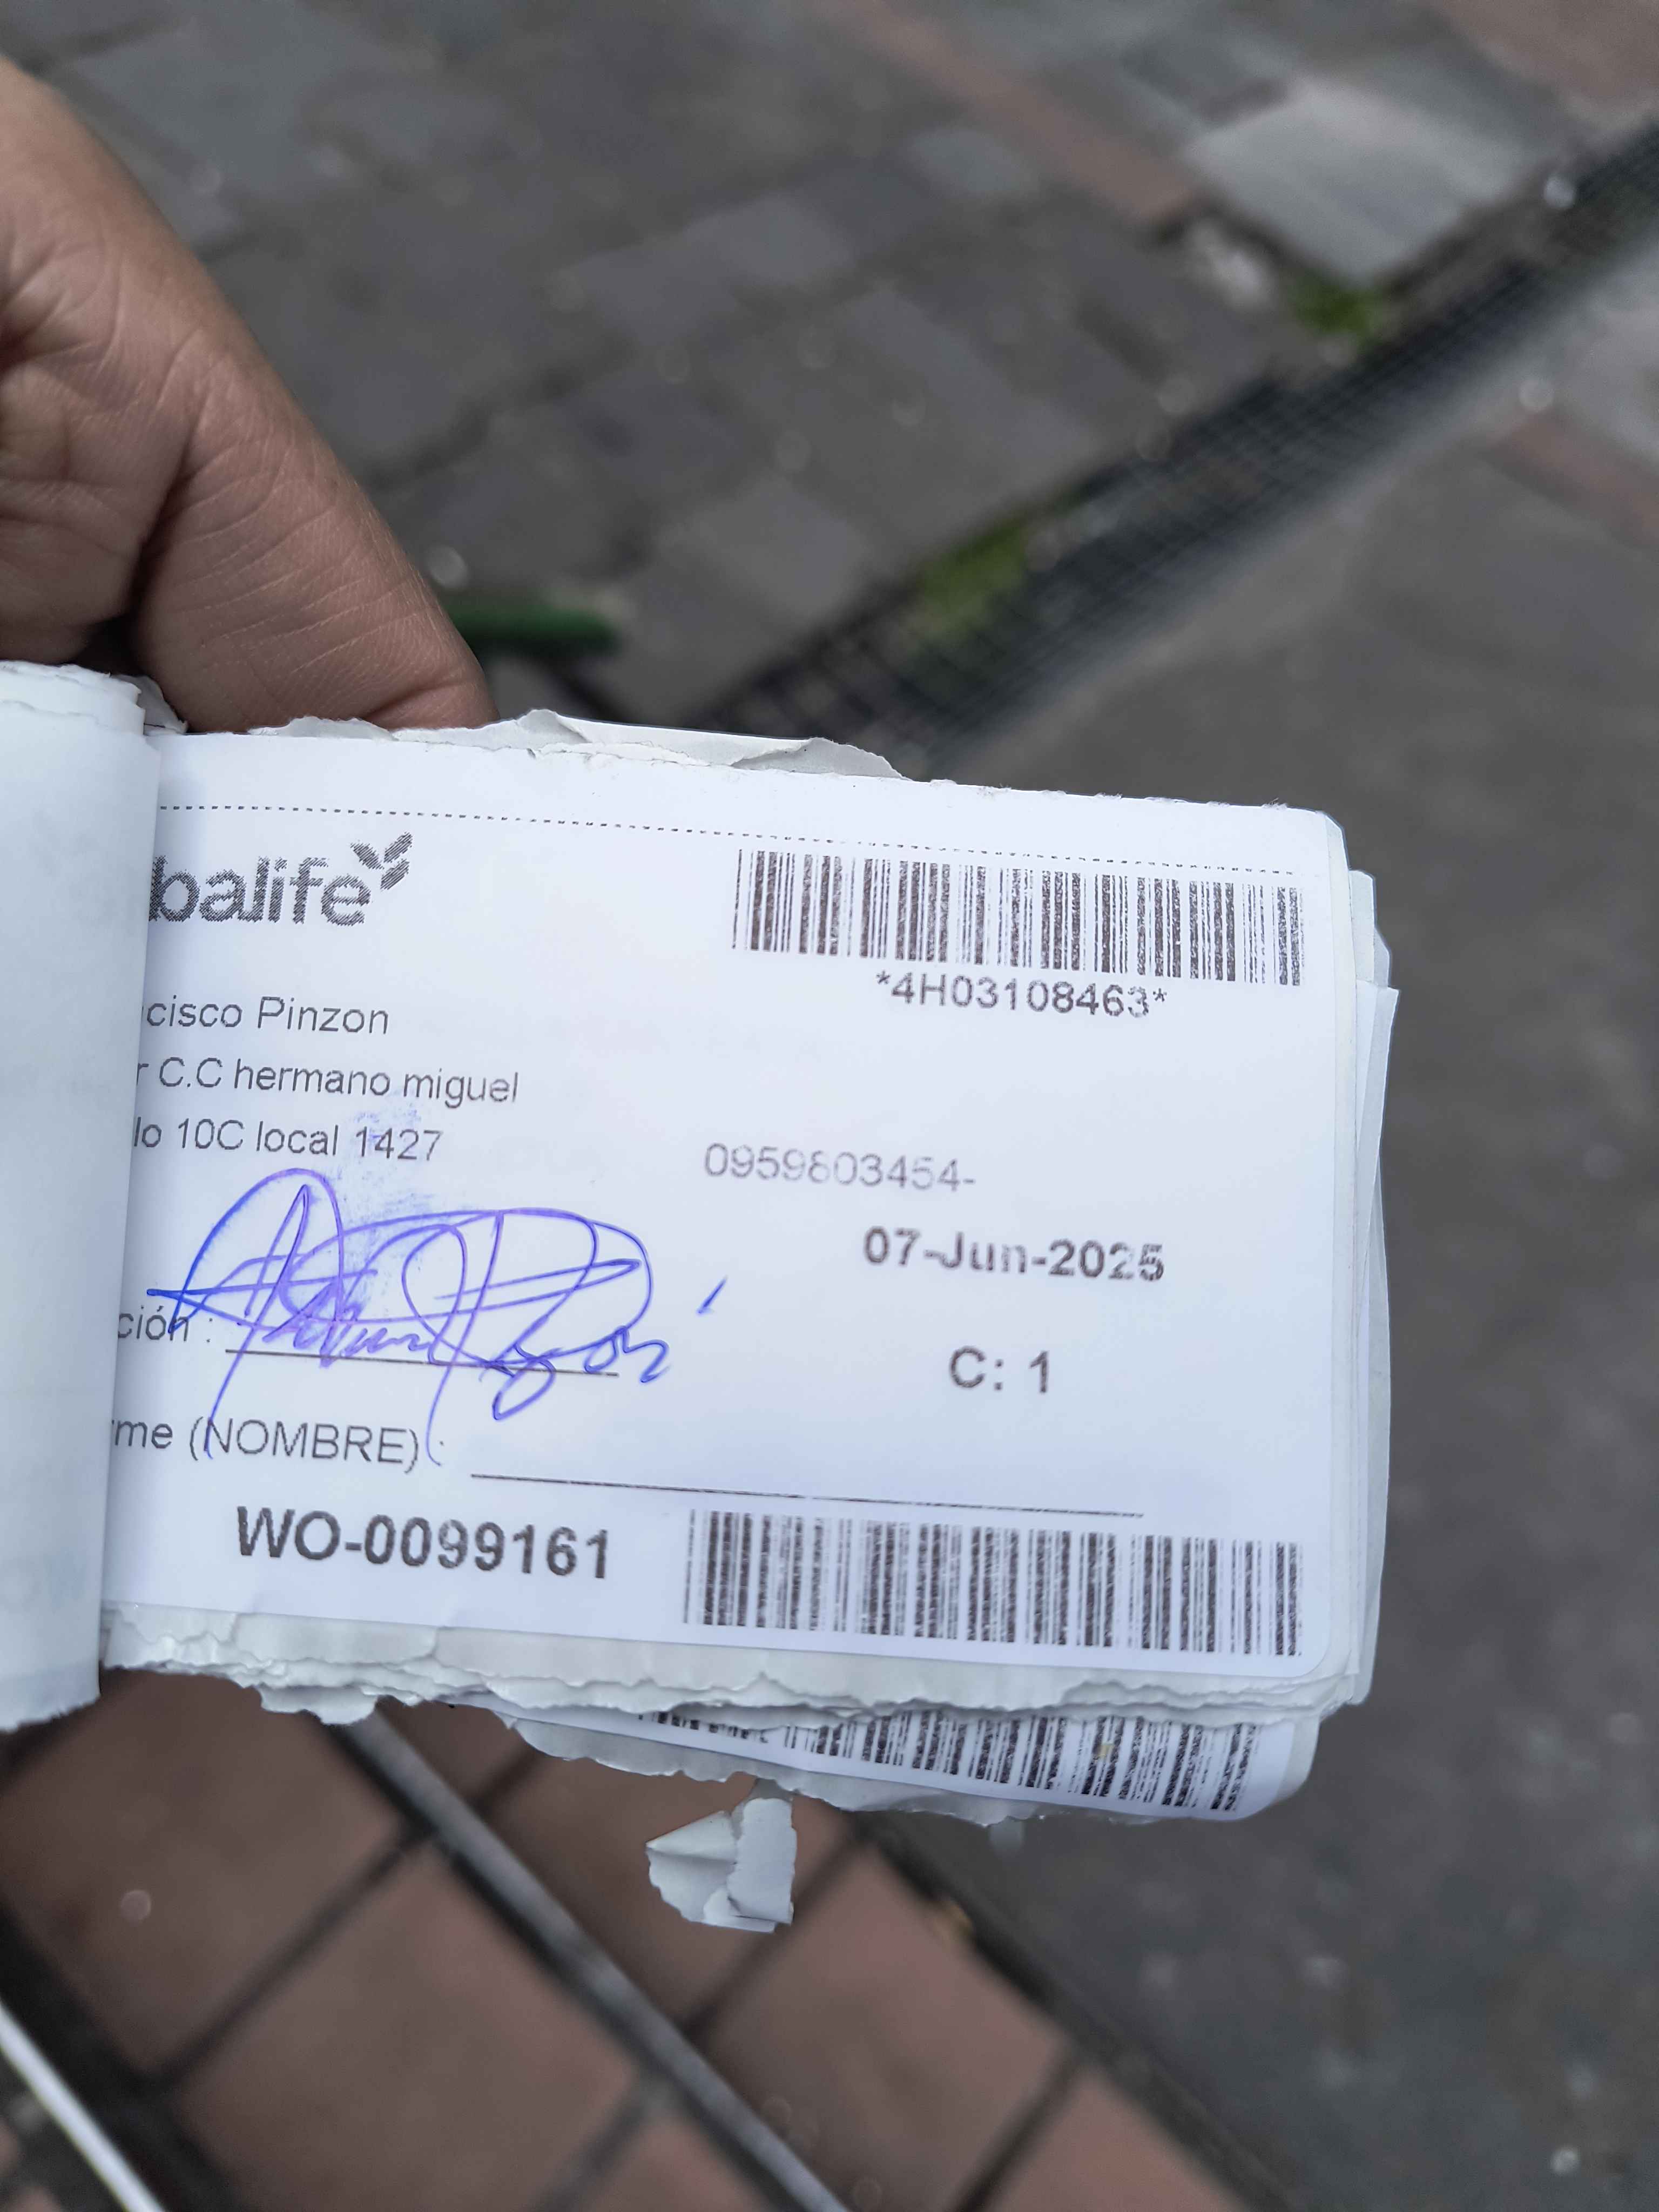 balife
*4H03108463*
cisco Pinzon
r C.C hermano miguel
lo 10C local 1427
0959803454-
07-Jun-2025
ción :
C: 1
rme (NOMBRE) :
WO-0099161